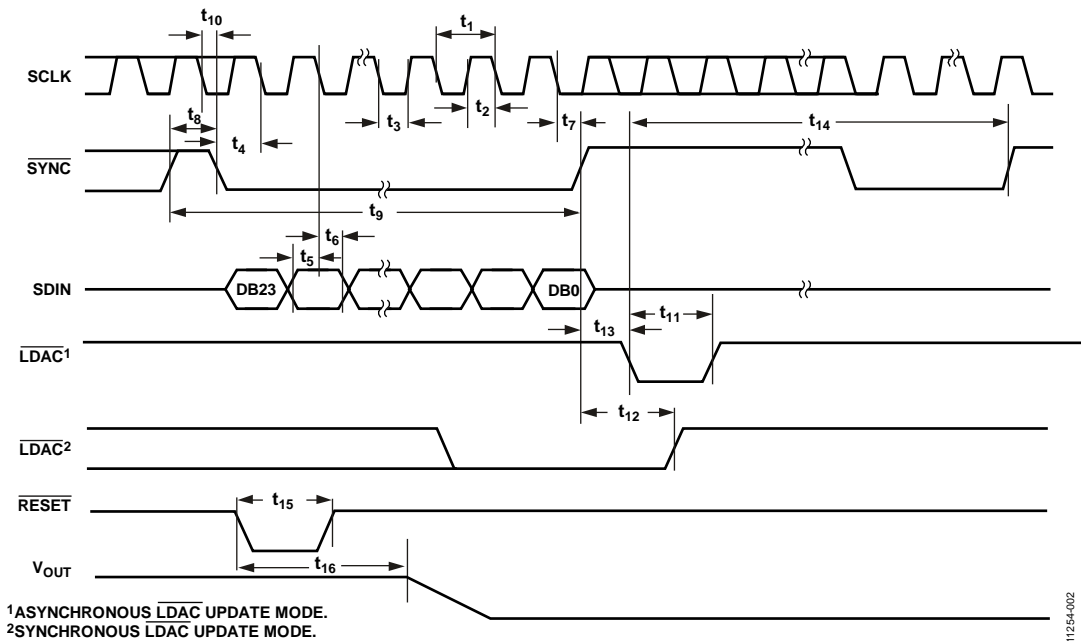 t10
t1
SCLK
t8
t4
t3
t2
t7
t14
SYNC
t9
t6
t5
SDIN
DB23
DB0
t13
t11
LDAC1
t12
LDAC2
RESET
t15
VOUT
t16
1ASYNCHRONOUS LDAC UPDATE MODE.
2SYNCHRONOUS LDAC UPDATE MODE.
11254-002